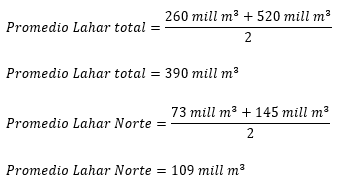 Promedio Lahar total = (260 mill m³ + 520 mill m³) / 2
Promedio Lahar total = 390 mill m³
Promedio Lahar Norte = (73 mill m³ + 145 mill m³) / 2
Promedio Lahar Norte = 109 mill m³